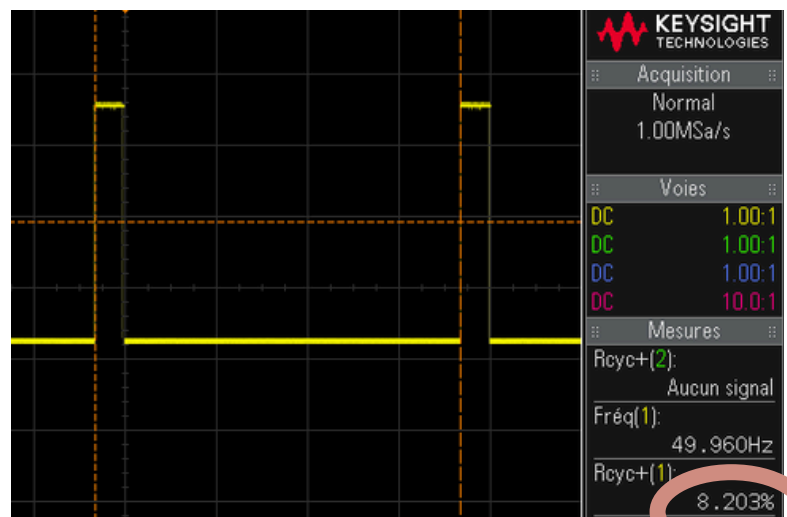 KEYSIGHT
TECHNOLOGIES
Acquisition
Normal
1.00MSa/s
Voies
DC 1.00:1
DC 1.00:1
DC 1.00:1
DC 10.0:1
Mesures
Rcyc+(2):
Aucun signal
Fréq(1):
49.960Hz
Rcyc+(1):
8.203%